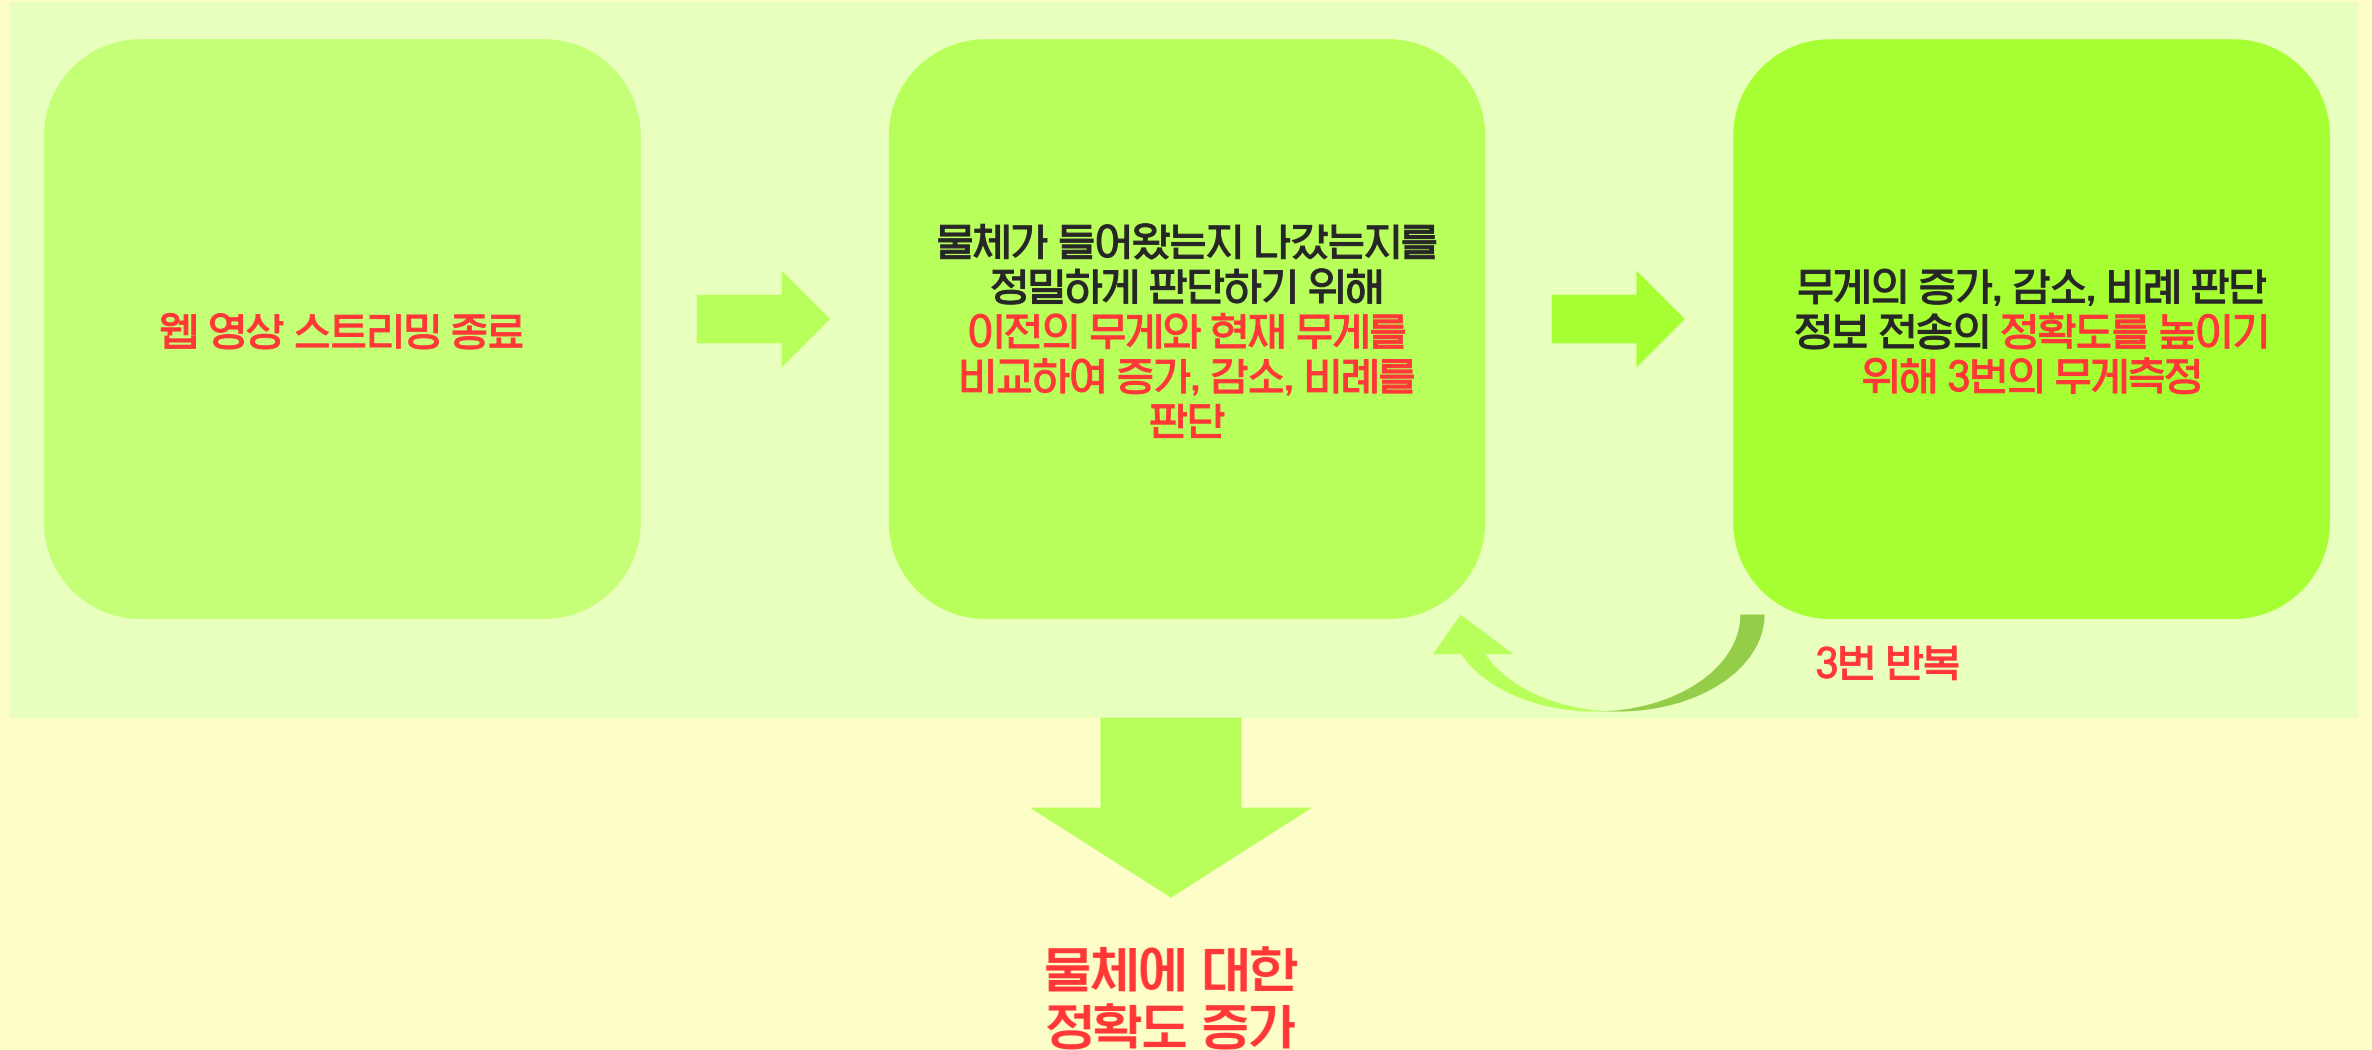 웹 영상 스트리밍 종료
물체가 들어왔는지 나갔는지를
정밀하게 판단하기 위해
이전의 무게와 현재 무게를
비교하여 증가, 감소, 비례를
판단
무게의 증가, 감소, 비례 판단
정보 전송의 정확도를 높이기
위해 3번의 무게측정
3번 반복
물체에 대한
정확도 증가